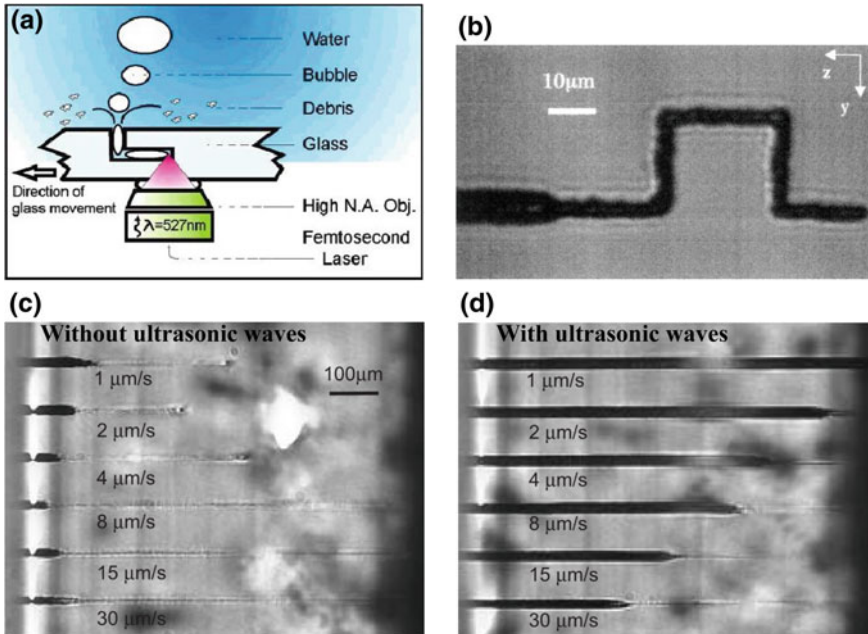 (a)
Water
Bubble
Debris
Glass
Direction of
glass movement
High N.A. Obj.
λ=527nm
Femtosecond
Laser
(b)
10μm
z
y
(c)
Without ultrasonic waves
1 μm/s
100μm
2 μm/s
4 μm/s
8 μm/s
15 μm/s
30 μm/s
(d)
With ultrasonic waves
1 μm/s
2 μm/s
4 μm/s
8 μm/s
15 μm/s
30 μm/s